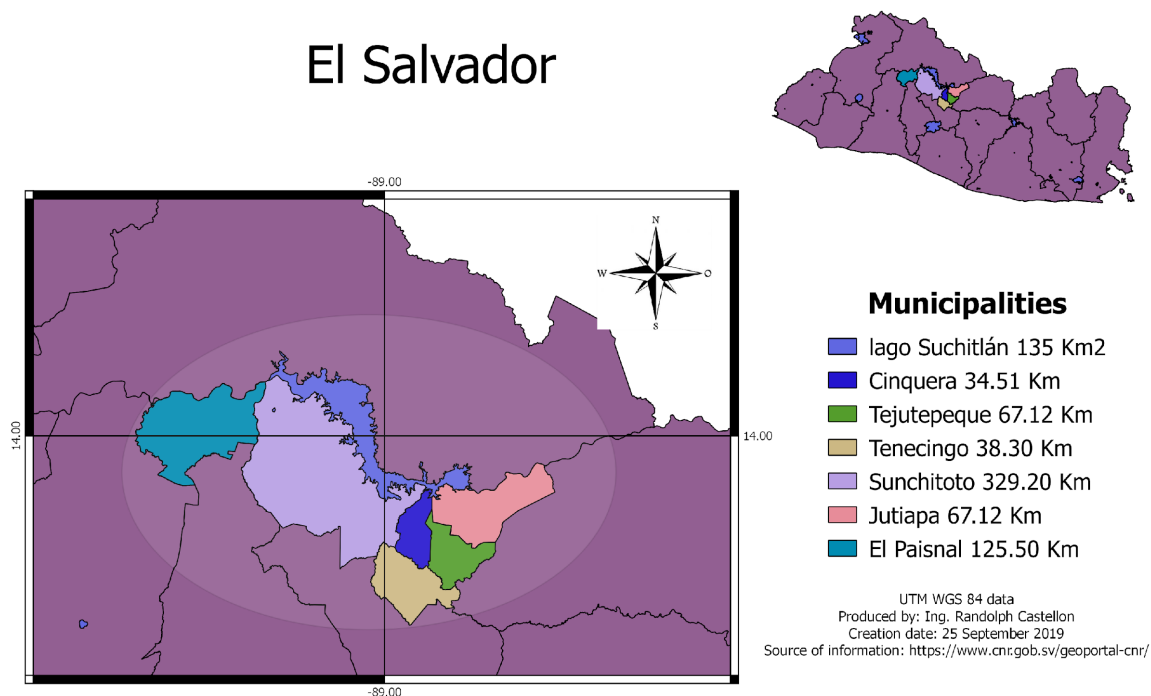 El Salvador
-89.00
N
W
O
S
14.00
14.00
-89.00
Municipalities
lago Suchitlán 135 Km2
Cinquera 34.51 Km
Tejutepeque 67.12 Km
Tenecingo 38.30 Km
Sunchitoto 329.20 Km
Jutiapa 67.12 Km
El Paisnal 125.50 Km
UTM WGS 84 data
Produced by: Ing. Randolph Castellon
Creation date: 25 September 2019
Source of information: https://www.cnr.gob.sv/geoportal-cnr/